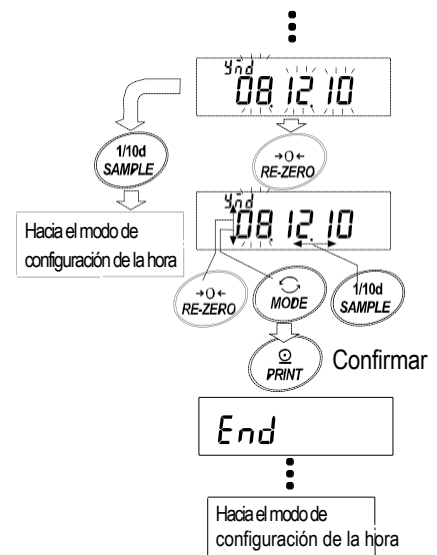 ynd
08.12.10
1/10d
SAMPLE
→0←
RE-ZERO
ynd
08.12.10
Hacia el modo de
configuración de la hora
→0←
RE-ZERO
MODE
1/10d
SAMPLE
PRINT
Confirmar
End
Hacia el modo de
configuración de la hora